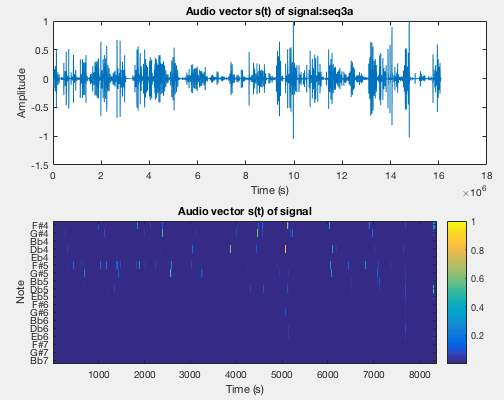 Audio vector s(t) of signal:seq3a
1
0.5
0
-0.5
-1
-1.5
Amplitude
0 2 4 6 8 10 12 14 16 18
Time (s)
×10^6
Audio vector s(t) of signal
F#4
G#4
Bb4
Db4
Eb4
F#5
G#5
Bb5
Db5
Eb5
F#6
G#6
Bb6
Db6
Eb6
F#7
G#7
Bb7
Note
1000 2000 3000 4000 5000 6000 7000 8000
Time (s)
1
0.8
0.6
0.4
0.2